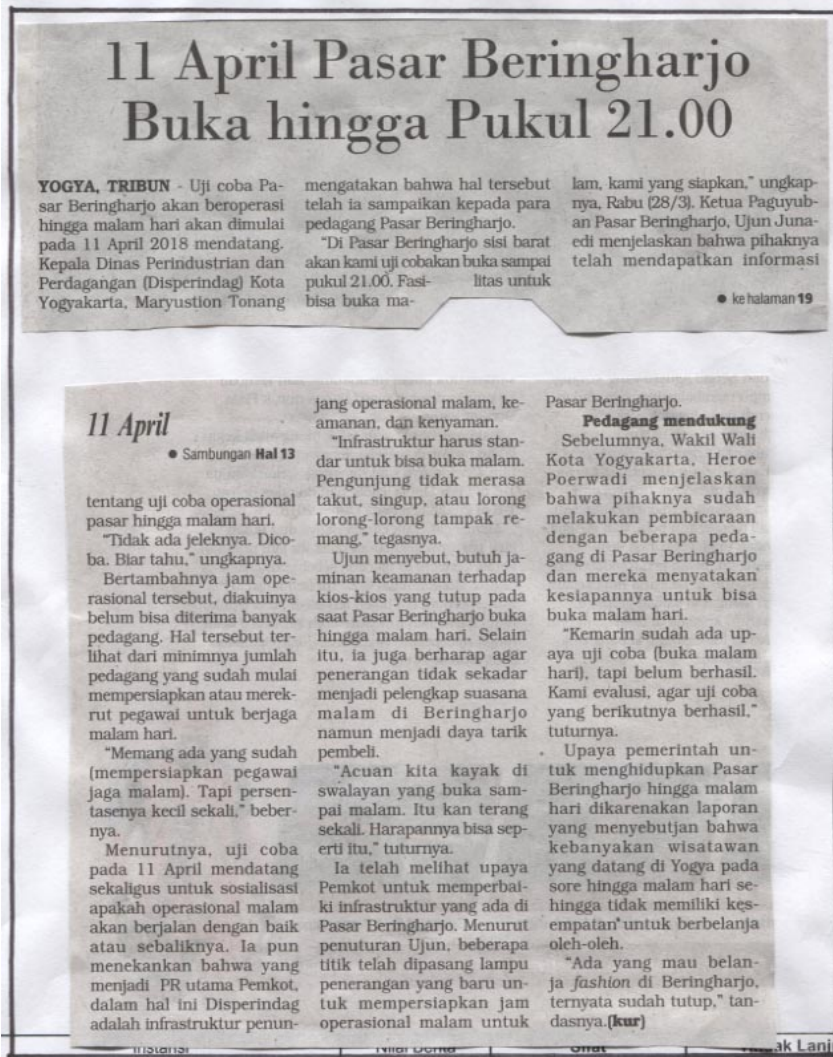 11 April Pasar Beringharjo
Buka hingga Pukul 21.00
YOGYA, TRIBUN - Uji coba Pa-
sar Beringharjo akan beroperasi
hingga malam hari akan dimulai
pada 11 April 2018 mendatang.
Kepala Dinas Perindustrian dan
Perdagangan (Disperindag) Kota
Yogyakarta, Maryustion Tonang
mengatakan bahwa hal tersebut
telah ia sampaikan kepada para
pedagang Pasar Beringharjo.
"Di Pasar Beringharjo sisi barat
akan kami uji cobakan buka sampai
pukul 21.00. Fasi- litas untuk
bisa buka ma-
lam, kami yang siapkan," ungkap-
nya, Rabu (28/3). Ketua Paguyub-
an Pasar Beringharjo, Ujun Juna-
edi menjelaskan bahwa pihaknya
telah mendapatkan informasi
● ke halaman 19
11 April
● Sambungan Hal 13
tentang uji coba operasional
pasar hingga malam hari.
"Tidak ada jeleknya. Dico-
ba. Biar tahu," ungkapnya.
Bertambahnya jam ope-
rasional tersebut, diakuinya
belum bisa diterima banyak
pedagang. Hal tersebut ter-
lihat dari minimnya jumlah
pedagang yang sudah mulai
mempersiapkan atau merek-
rut pegawai untuk berjaga
malam hari.
"Memang ada yang sudah
(mempersiapkan pegawai
jaga malam). Tapi persen-
tasenya kecil sekali," beber-
nya.
Menurutnya, uji coba
pada 11 April mendatang
sekaligus untuk sosialisasi
apakah operasional malam
akan berjalan dengan baik
atau sebaliknya. Ia pun
menekankan bahwa yang
menjadi PR utama Pemkot,
dalam hal ini Disperindag
adalah infrastruktur penun-
jang operasional malam, ke-
amanan, dan kenyaman.
"Infrastruktur harus stan-
dar untuk bisa buka malam.
Pengunjung tidak merasa
takut, singup, atau lorong
lorong-lorong tampak re-
mang," tegasnya.
Ujun menyebut, butuh ja-
minan keamanan terhadap
kios-kios yang tutup pada
saat Pasar Beringharjo buka
hingga malam hari. Selain
itu, ia juga berharap agar
penerangan tidak sekadar
menjadi pelengkap suasana
malam di Beringharjo
namun menjadi daya tarik
pembeli.
"Acuan kita kayak di
swalayan yang buka sam-
pai malam. Itu kan terang
sekali. Harapannya bisa sep-
erti itu," tuturnya.
Ia telah melihat upaya
Pemkot untuk memperbai-
ki infrastruktur yang ada di
Pasar Beringharjo. Menurut
penuturan Ujun, beberapa
titik telah dipasang lampu
penerangan yang baru un-
tuk mempersiapkan jam
operasional malam untuk
Pasar Beringharjo.
Pedagang mendukung
Sebelumnya, Wakil Wali
Kota Yogyakarta, Heroe
Poerwadi menjelaskan
bahwa pihaknya sudah
melakukan pembicaraan
dengan beberapa peda-
gang di Pasar Beringharjo
dan mereka menyatakan
kesiapannya untuk bisa
buka malam hari.
"Kemarin sudah ada up-
aya uji coba (buka malam
hari), tapi belum berhasil.
Kami evalusi, agar uji coba
yang berikutnya berhasil,"
tuturnya.
Upaya pemerintah un-
tuk menghidupkan Pasar
Beringharjo hingga malam
hari dikarenakan laporan
yang menyebutjan bahwa
kebanyakan wisatawan
yang datang di Yogya pada
sore hingga malam hari se-
hingga tidak memiliki kes-
empatan untuk berbelanja
oleh-oleh.
"Ada yang mau belan-
ja fashion di Beringharjo,
ternyata sudah tutup," tan-
dasnya.(kur)